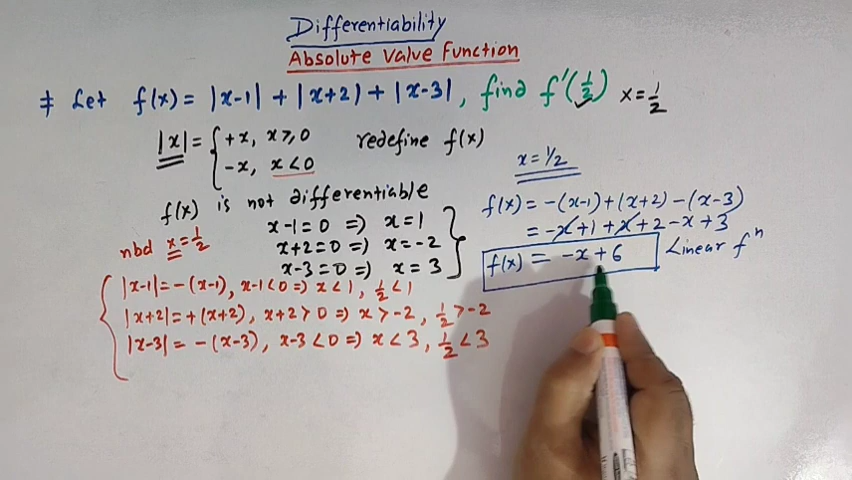 Differentiability
Absolute Value Function
⇒ Let f(x) = |x-1| + |x+2| + |x-3|, find f'(1/2) x=1/2
|x| = { +x, x≥0
-x, x<0
redefine f(x)
f(x) is not differentiable
x-1=0 => x=1
x+2=0 => x=-2
x-3=0 => x=3
nbd x=1/2
|x-1|= -(x-1), x-1<0 => x<1, 1/2<1
|x+2|= +(x+2), x+2>0 => x>-2, 1/2>-2
|x-3|= -(x-3), x-3<0 => x<3, 1/2<3
x=1/2
f(x)= -(x-1)+(x+2)-(x-3)
= -x+1+x+2-x+3
f(x) = -x+6 Linear fⁿ